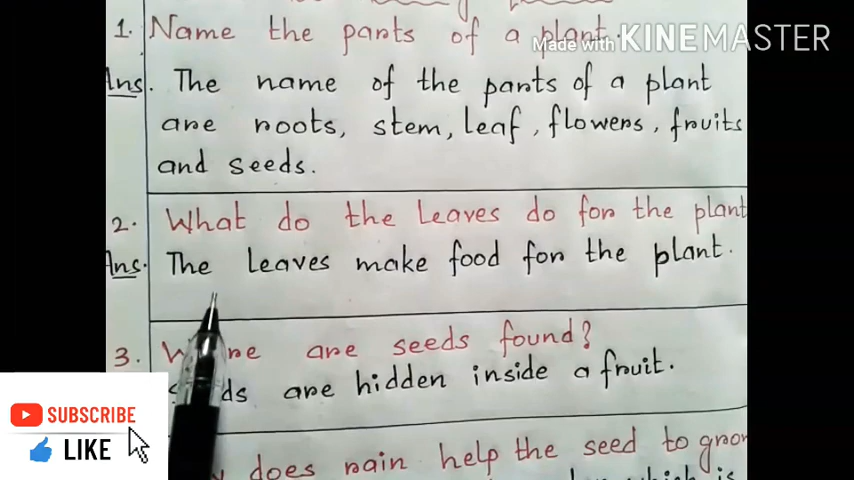 1. Name the parts of a plant.
Made with KINEMASTER
Ans. The name of the parts of a plant
are roots, stem, leaf, flowers, fruits
and seeds.
2. What do the leaves do for the plant
Ans. The leaves make food for the plant.
3. are seeds found?
are hidden inside a fruit.
does rain help the seed to grow
which is
SUBSCRIBE
LIKE